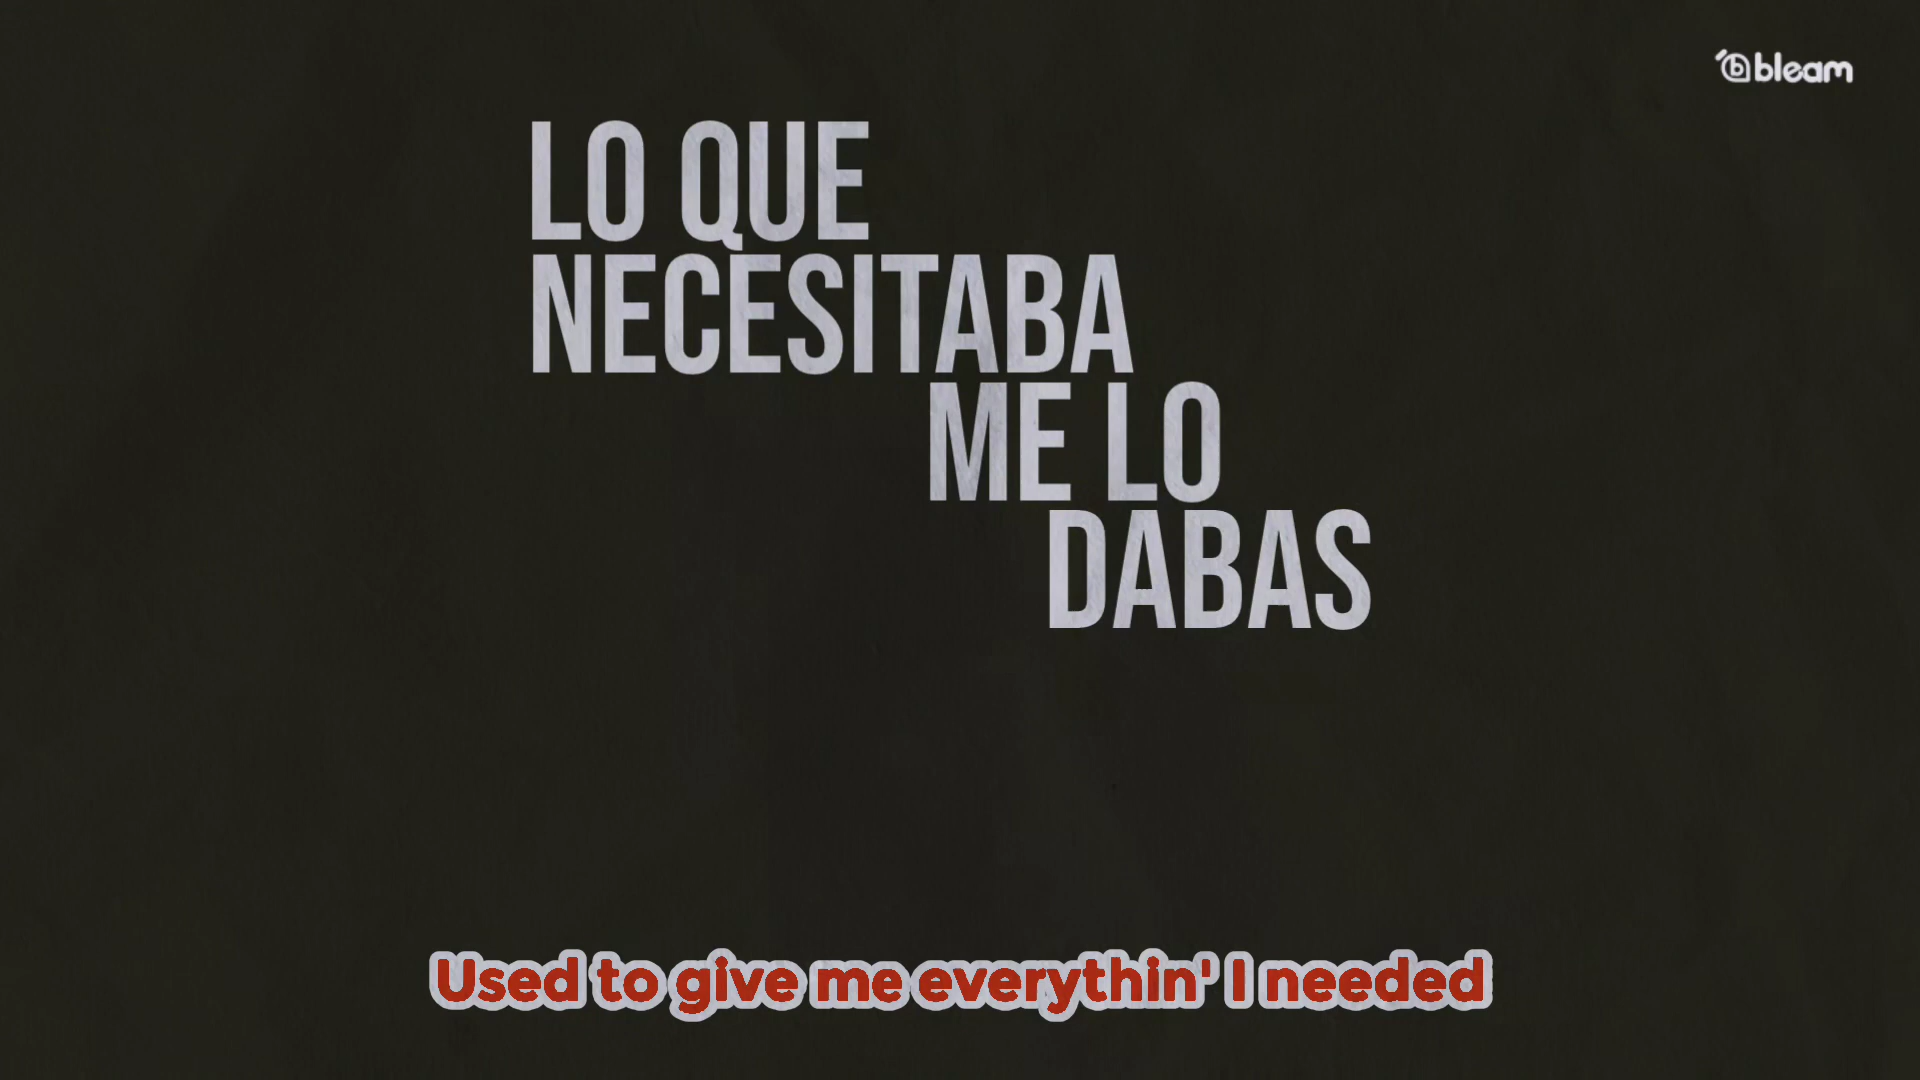 bleam
LO QUE
NECESITABA
ME LO
DABAS
Used to give me everythin' I needed